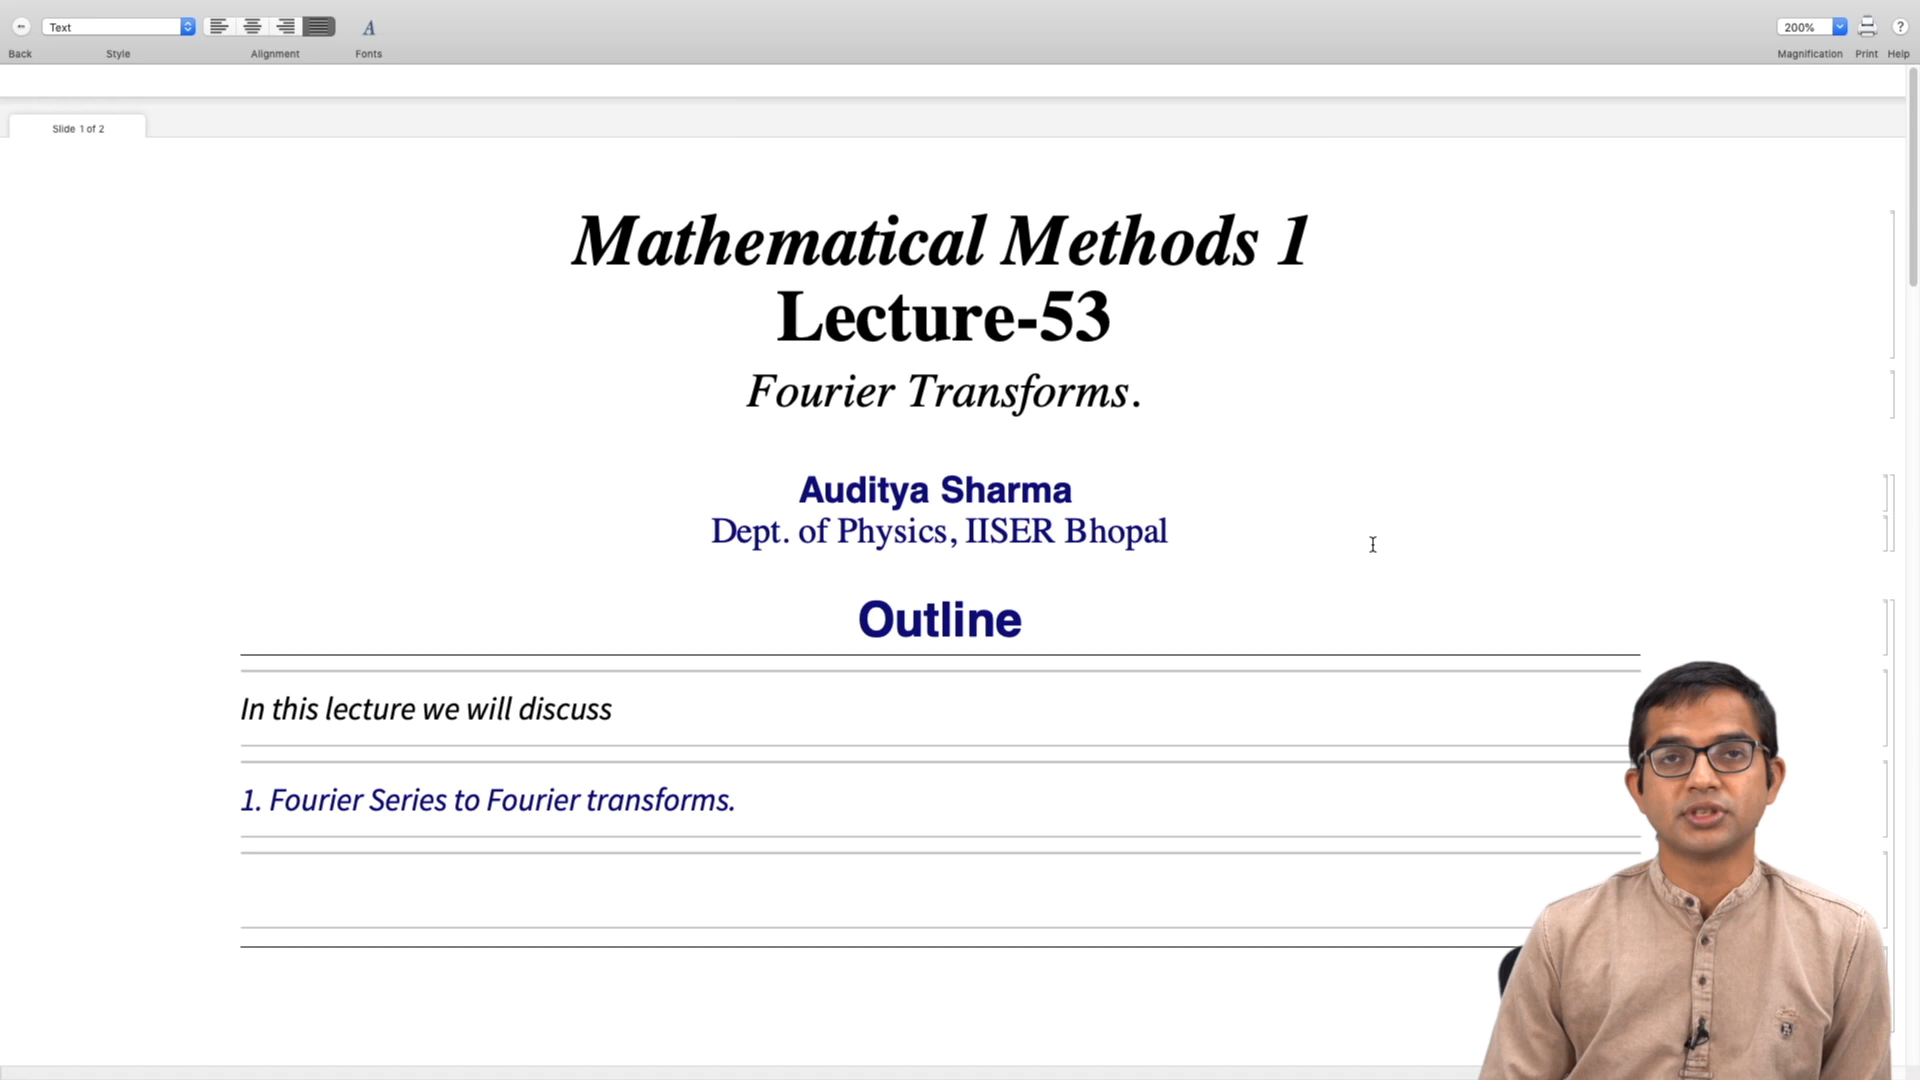 Text
200%
Back
Style
Alignment
Fonts
Magnification
Print
Help
Slide 1 of 2
Mathematical Methods 1
Lecture-53
Fourier Transforms.
Auditya Sharma
Dept. of Physics, IISER Bhopal
Outline
In this lecture we will discuss
1. Fourier Series to Fourier transforms.